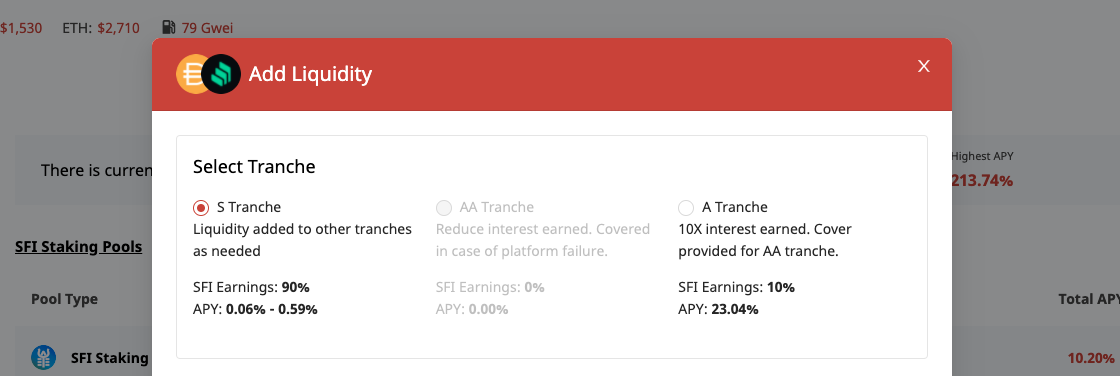 $1,530 ETH: $2,710 79 Gwei
Add Liquidity X
There is curren
Highest APY
213.74%
Select Tranche
S Tranche
Liquidity added to other tranches
as needed
SFI Earnings: 90%
APY: 0.06% - 0.59%
AA Tranche
Reduce interest earned. Covered
in case of platform failure.
SFI Earnings: 0%
APY: 0.00%
A Tranche
10X interest earned. Cover
provided for AA tranche.
SFI Earnings: 10%
APY: 23.04%
SFI Staking Pools
Pool Type Total APY
SFI Staking 10.20%